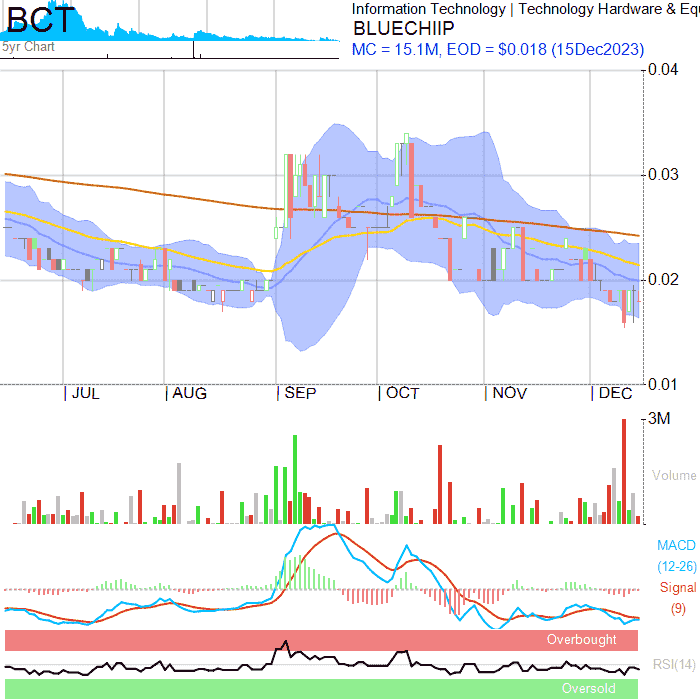 BCT
5yr Chart
Information Technology | Technology Hardware & Equ
BLUECHIIP
MC = 15.1M, EOD = $0.018 (15Dec2023)
0.04
0.03
0.02
0.01
JUL
AUG
SEP
OCT
NOV
DEC
3M
Volume
MACD
(12-26)
Signal
(9)
Overbought
RSI(14)
Oversold